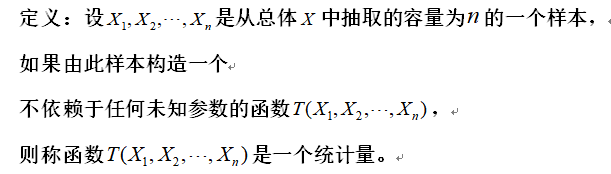 定义：设X₁,X₂,⋯,Xₙ是从总体X中抽取的容量为n的一个样本，
如果由此样本构造一个
不依赖于任何未知参数的函数T(X₁,X₂,⋯,Xₙ)，
则称函数T(X₁,X₂,⋯,Xₙ)是一个统计量。